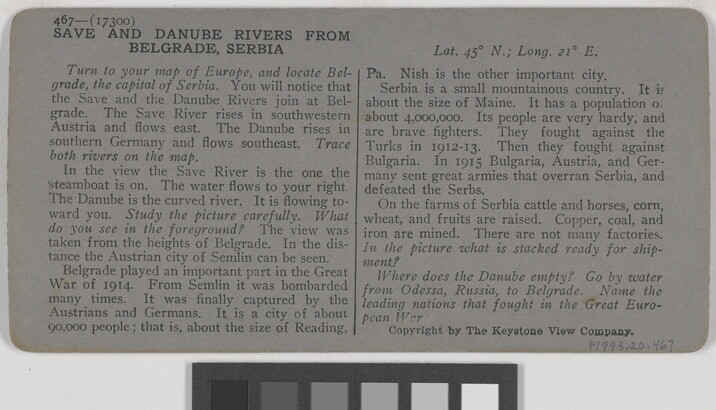 467—(17300)
SAVE AND DANUBE RIVERS FROM
BELGRADE, SERBIA
Turn to your map of Europe, and locate Bel-
grade, the capital of Serbia. You will notice that
the Save and the Danube Rivers join at Bel-
grade. The Save River rises in southwestern
Austria and flows east. The Danube rises in
southern Germany and flows southeast. Trace
both rivers on the map.
In the view the Save River is the one the
steamboat is on. The water flows to your right.
The Danube is the curved river. It is flowing to-
ward you. Study the picture carefully. What
do you see in the foreground? The view was
taken from the heights of Belgrade. In the dis-
tance the Austrian city of Semlin can be seen.
Belgrade played an important part in the Great
War of 1914. From Semlin it was bombarded
many times. It was finally captured by the
Austrians and Germans. It is a city of about
90,000 people; that is, about the size of Reading,
Lat. 45° N.; Long. 21° E.
Pa. Nish is the other important city.
Serbia is a small mountainous country. It is
about the size of Maine. It has a population of
about 4,000,000. Its people are very hardy, and
are brave fighters. They fought against the
Turks in 1912-13. Then they fought against
Bulgaria. In 1915 Bulgaria, Austria, and Ger-
many sent great armies that overran Serbia, and
defeated the Serbs.
On the farms of Serbia cattle and horses, corn,
wheat, and fruits are raised. Copper, coal, and
iron are mined. There are not many factories.
In the picture what is stacked ready for ship-
ment?
Where does the Danube empty? Go by water
from Odessa, Russia, to Belgrade. Name the
leading nations that fought in the Great Euro-
pean War
Copyright by The Keystone View Company.
P1993.20.467